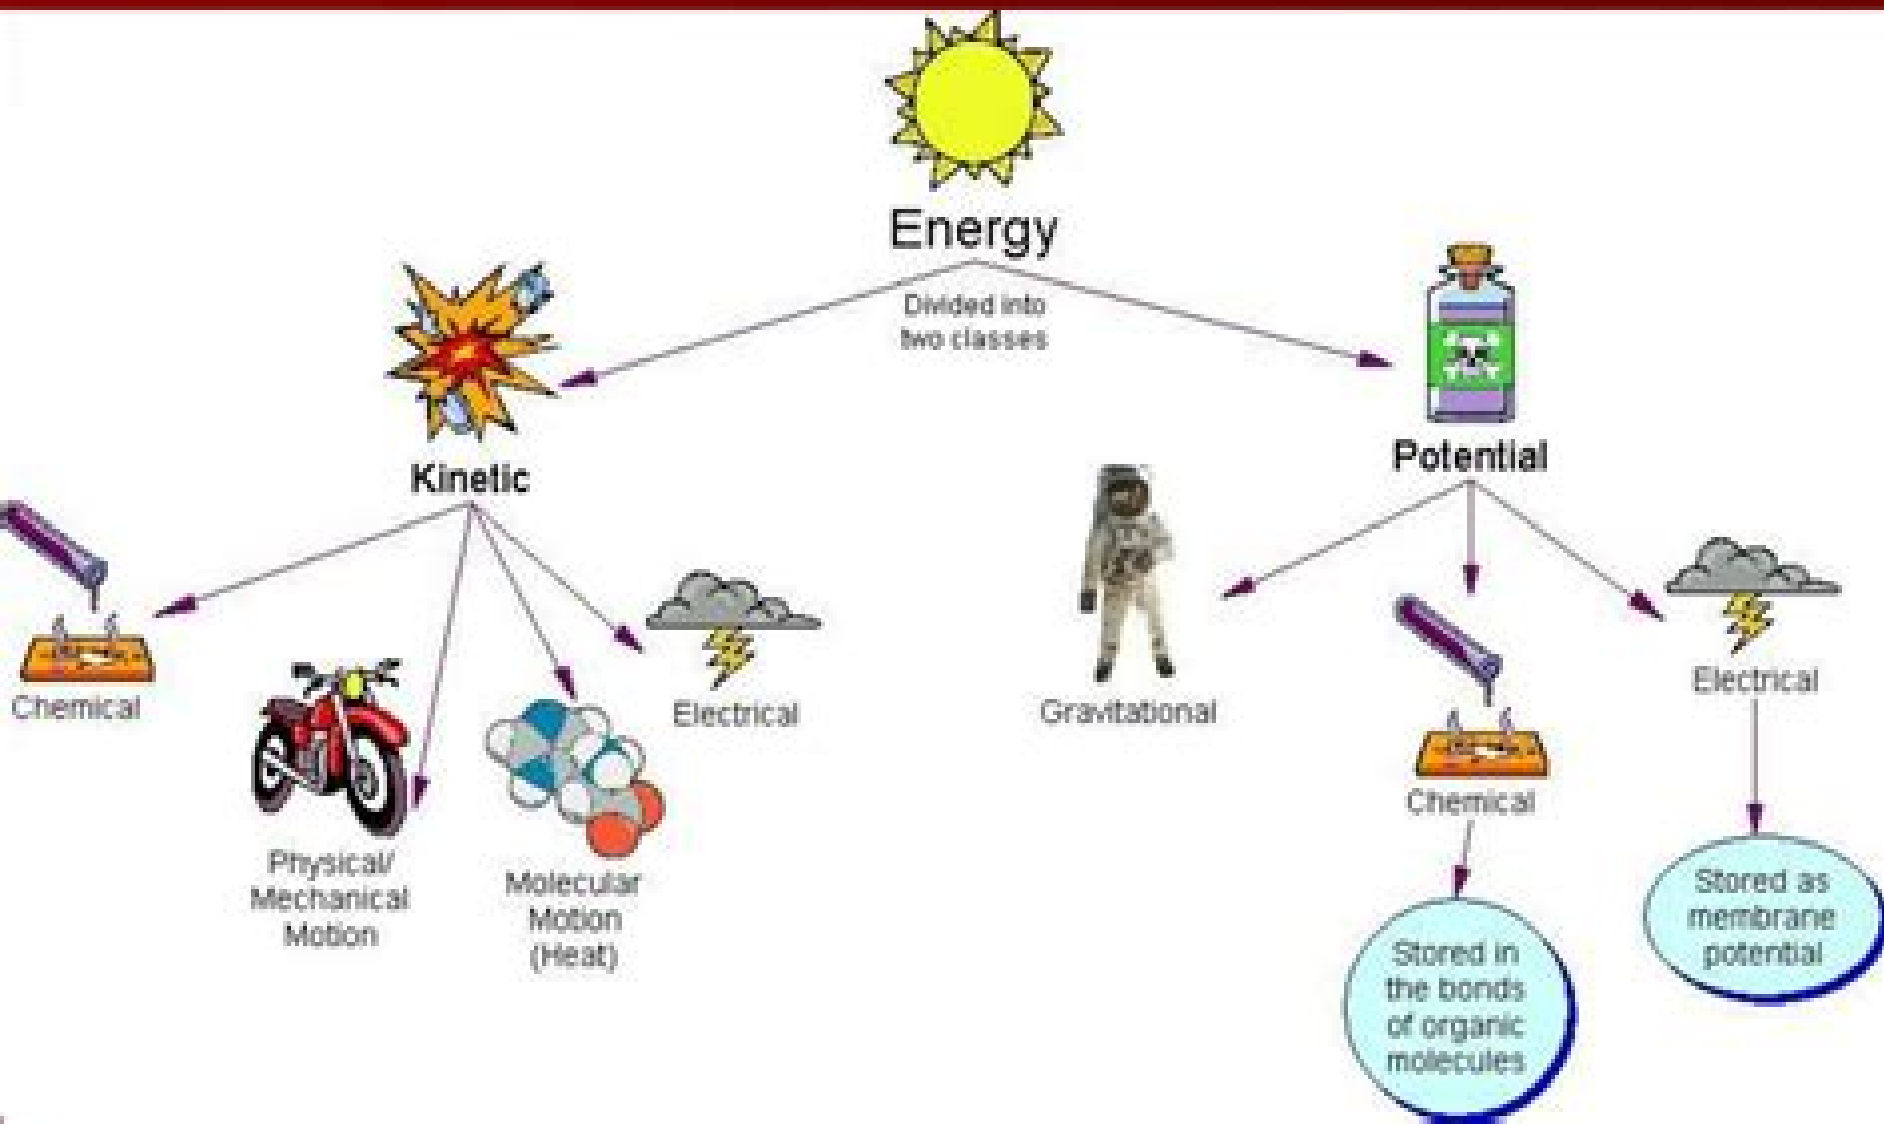 Energy
Divided into
two classes
Kinetic
Potential
Chemical
Physical/
Mechanical
Motion
Molecular
Motion
(Heat)
Electrical
Gravitational
Chemical
Stored in
the bonds
of organic
molecules
Electrical
Stored as
membrane
potential